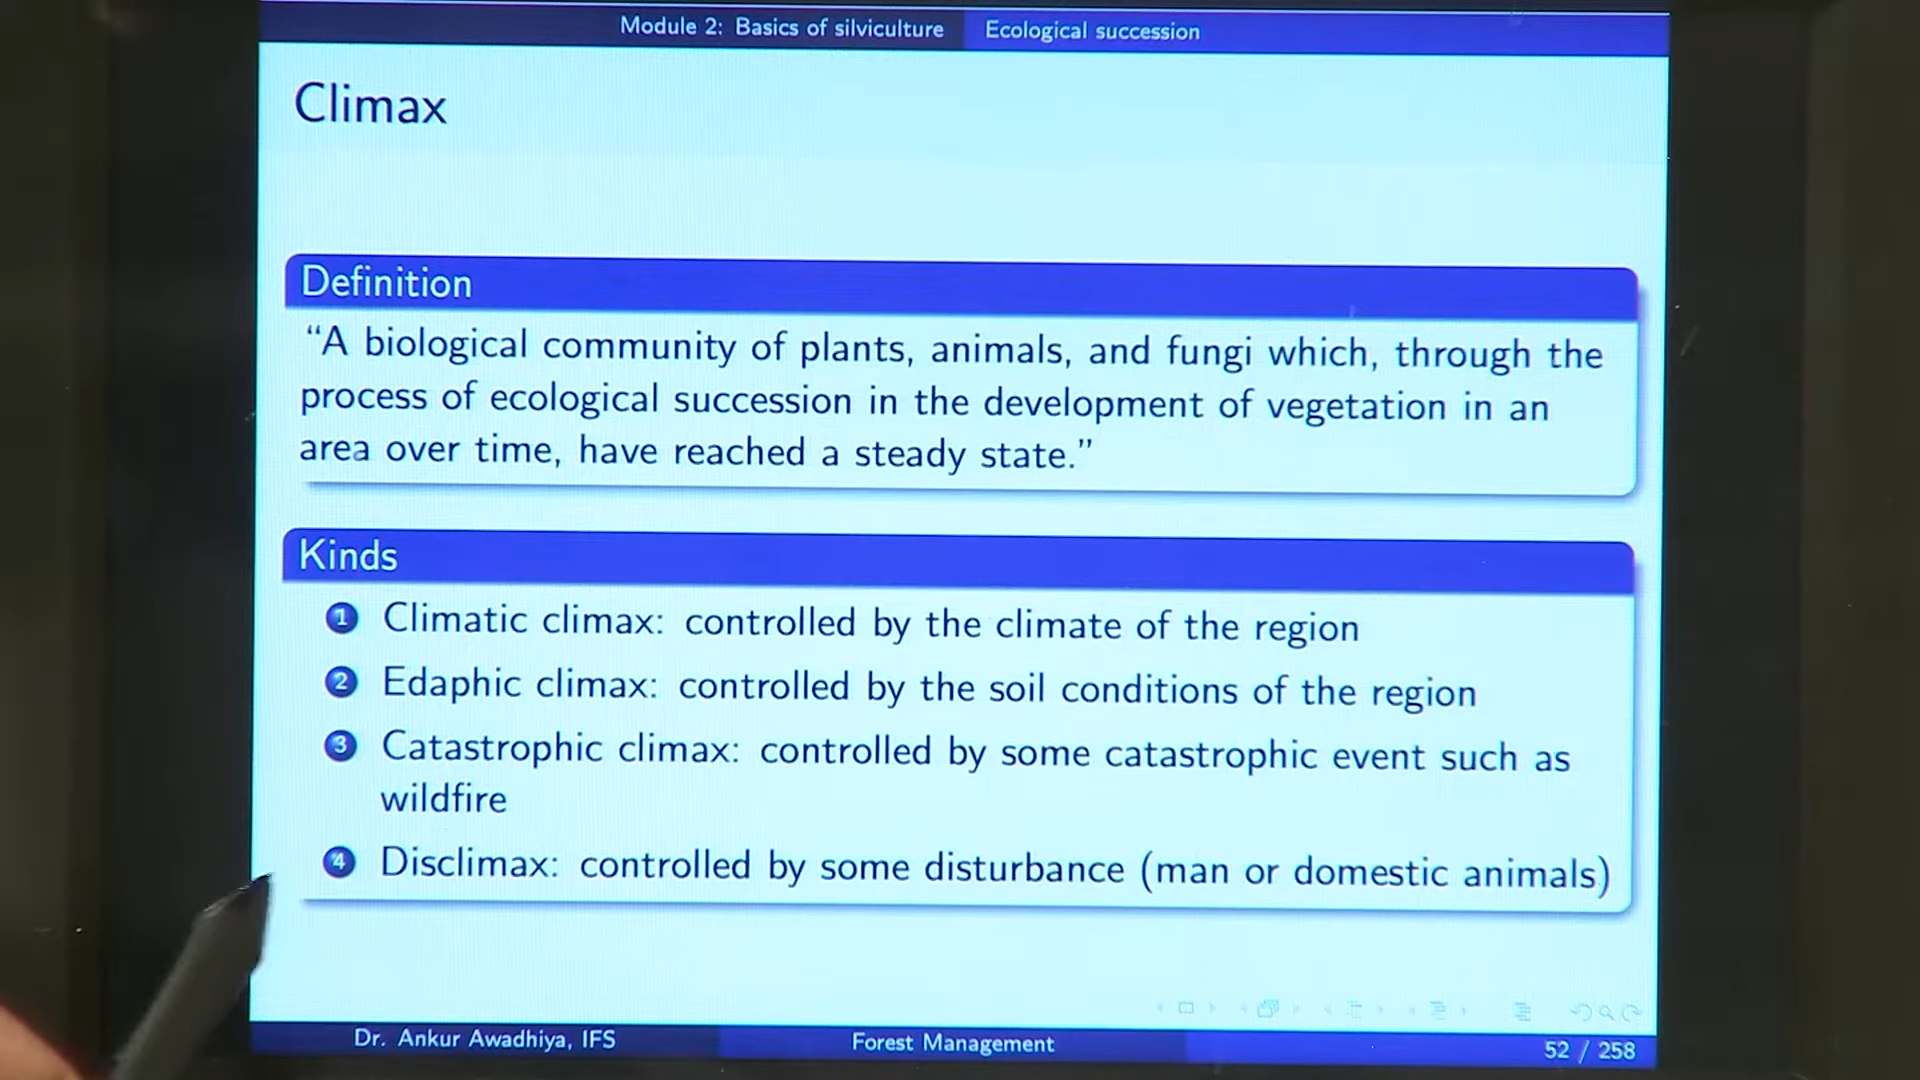 Module 2: Basics of silviculture Ecological succession
Climax
Definition
“A biological community of plants, animals, and fungi which, through the
process of ecological succession in the development of vegetation in an
area over time, have reached a steady state.”
Kinds
1 Climatic climax: controlled by the climate of the region
2 Edaphic climax: controlled by the soil conditions of the region
3 Catastrophic climax: controlled by some catastrophic event such as
wildfire
4 Disclimax: controlled by some disturbance (man or domestic animals)
Dr. Ankur Awadhiya, IFS Forest Management 52 / 258